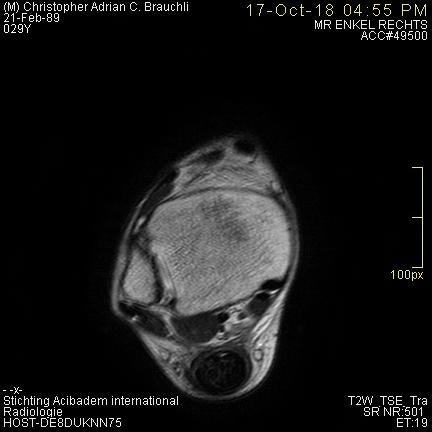 (M) Christopher Adrian C. Brauchli
21-Feb-89
029Y
17-Oct-18 04:55 PM
MR ENKEL RECHTS
ACC#49500
100px
--x-
Stichting Acibadem international
Radiologie
HOST-DE8DUKNN75
T2W_TSE_Tra
SR NR:501
ET:19